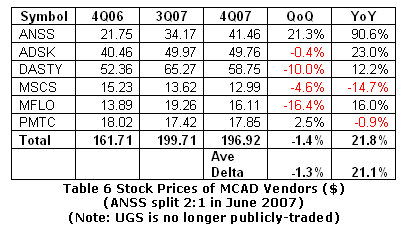 Symbol 4Q06 3Q07 4Q07 QoQ YoY
ANSS 21.75 34.17 41.46 21.3% 90.6%
ADSK 40.46 49.97 49.76 -0.4% 23.0%
DASTY 52.36 65.27 58.75 -10.0% 12.2%
MSCS 15.23 13.62 12.99 -4.6% -14.7%
MFLO 13.89 19.26 16.11 -16.4% 16.0%
PMTC 18.02 17.42 17.85 2.5% -0.9%
Total 161.71 199.71 196.92 -1.4% 21.8%
Ave
Delta -1.3% 21.1%
Table 6 Stock Prices of MCAD Vendors ($)
(ANSS split 2:1 in June 2007)
(Note: UGS is no longer publicly-traded)